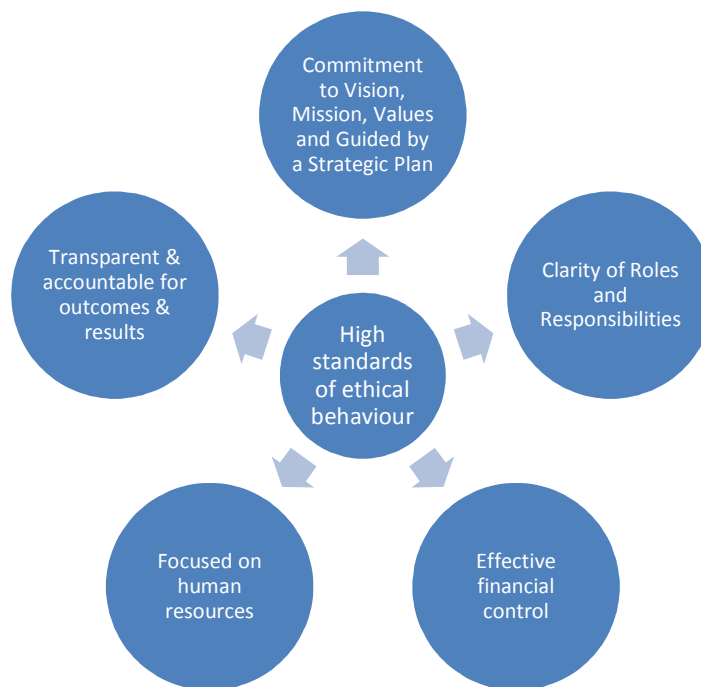 Commitment
to Vision,
Mission, Values
and Guided by
a Strategic Plan
Transparent &
accountable for
outcomes &
results
Clarity of Roles
and
Responsibilities
High
standards
of ethical
behaviour
Focused on
human
resources
Effective
financial
control